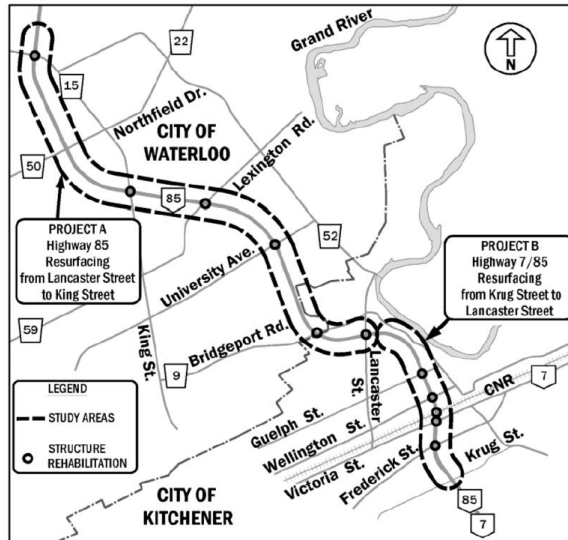 Grand River
22
N
15
Northfield Dr.
CITY OF
WATERLOO
Lexington Rd.
50
85
PROJECT A
Highway 85
Resurfacing
from Lancaster Street
to King Street
52
PROJECT B
Highway 7/85
Resurfacing
from Krug Street to
Lancaster Street
University Ave.
59
King St.
Bridgeport Rd.
9
Lancaster
St.
CNR
7
LEGEND
STUDY AREAS
STRUCTURE
REHABILITATION
Guelph St.
Wellington St.
Victoria St.
Frederick St.
Krug St.
CITY OF
KITCHENER
85
7